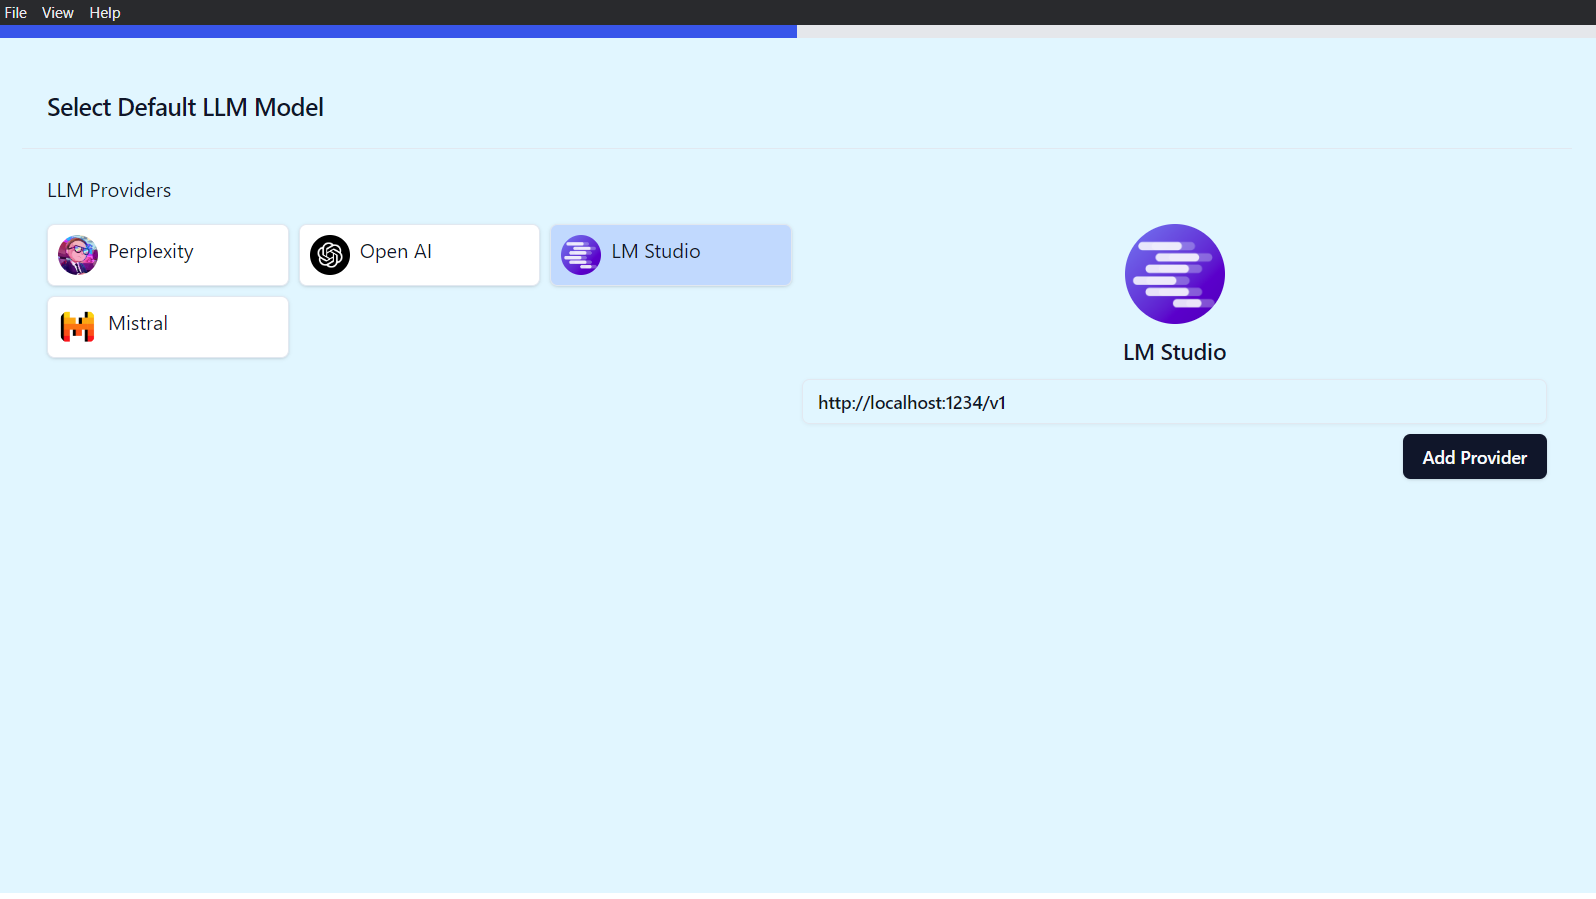 File View Help
Select Default LLM Model
LLM Providers
Perplexity
Open AI
LM Studio
Mistral
LM Studio
http://localhost:1234/v1
Add Provider